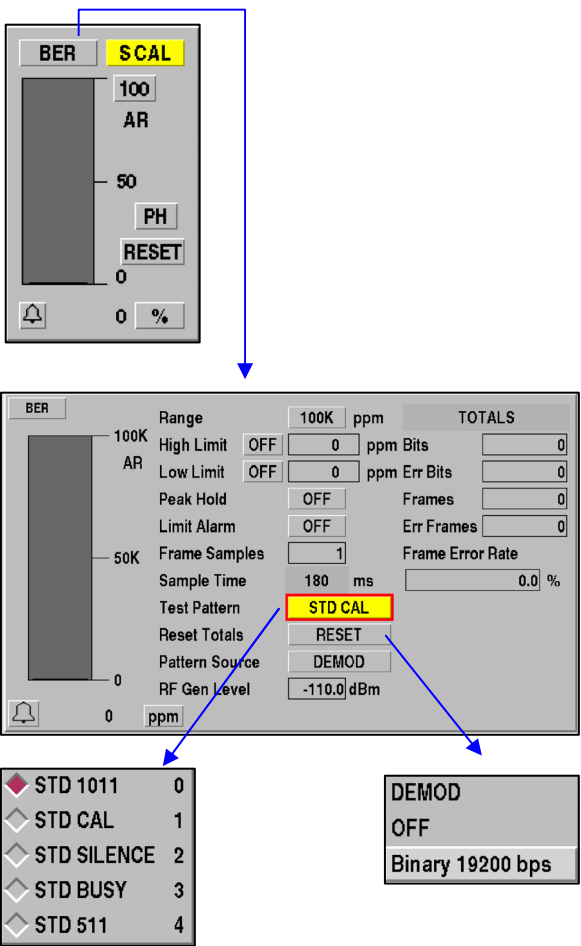 BER SCAL
100
AR
50
PH
RESET
0
0 %
BER
Range 100K ppm TOTALS
100K High Limit OFF 0 ppm Bits 0
AR Low Limit OFF 0 ppm Err Bits 0
Peak Hold OFF Frames 0
Limit Alarm OFF Err Frames 0
50K Frame Samples 1 Frame Error Rate
Sample Time 180 ms 0.0 %
Test Pattern STD CAL
Reset Totals RESET
Pattern Source DEMOD
0 RF Gen Level -110.0 dBm
0 ppm
STD 1011 0
STD CAL 1
STD SILENCE 2
STD BUSY 3
STD 511 4
DEMOD
OFF
Binary 19200 bps